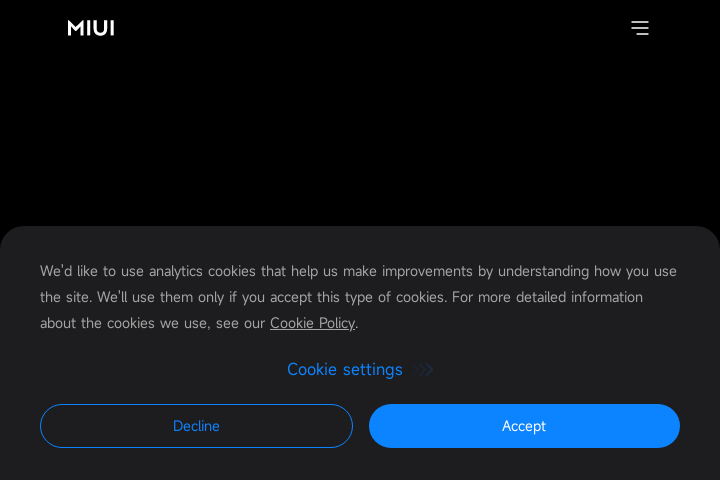 MIUI
We'd like to use analytics cookies that help us make improvements by understanding how you use
the site. We'll use them only if you accept this type of cookies. For more detailed information
about the cookies we use, see our Cookie Policy.
Cookie settings
Decline
Accept